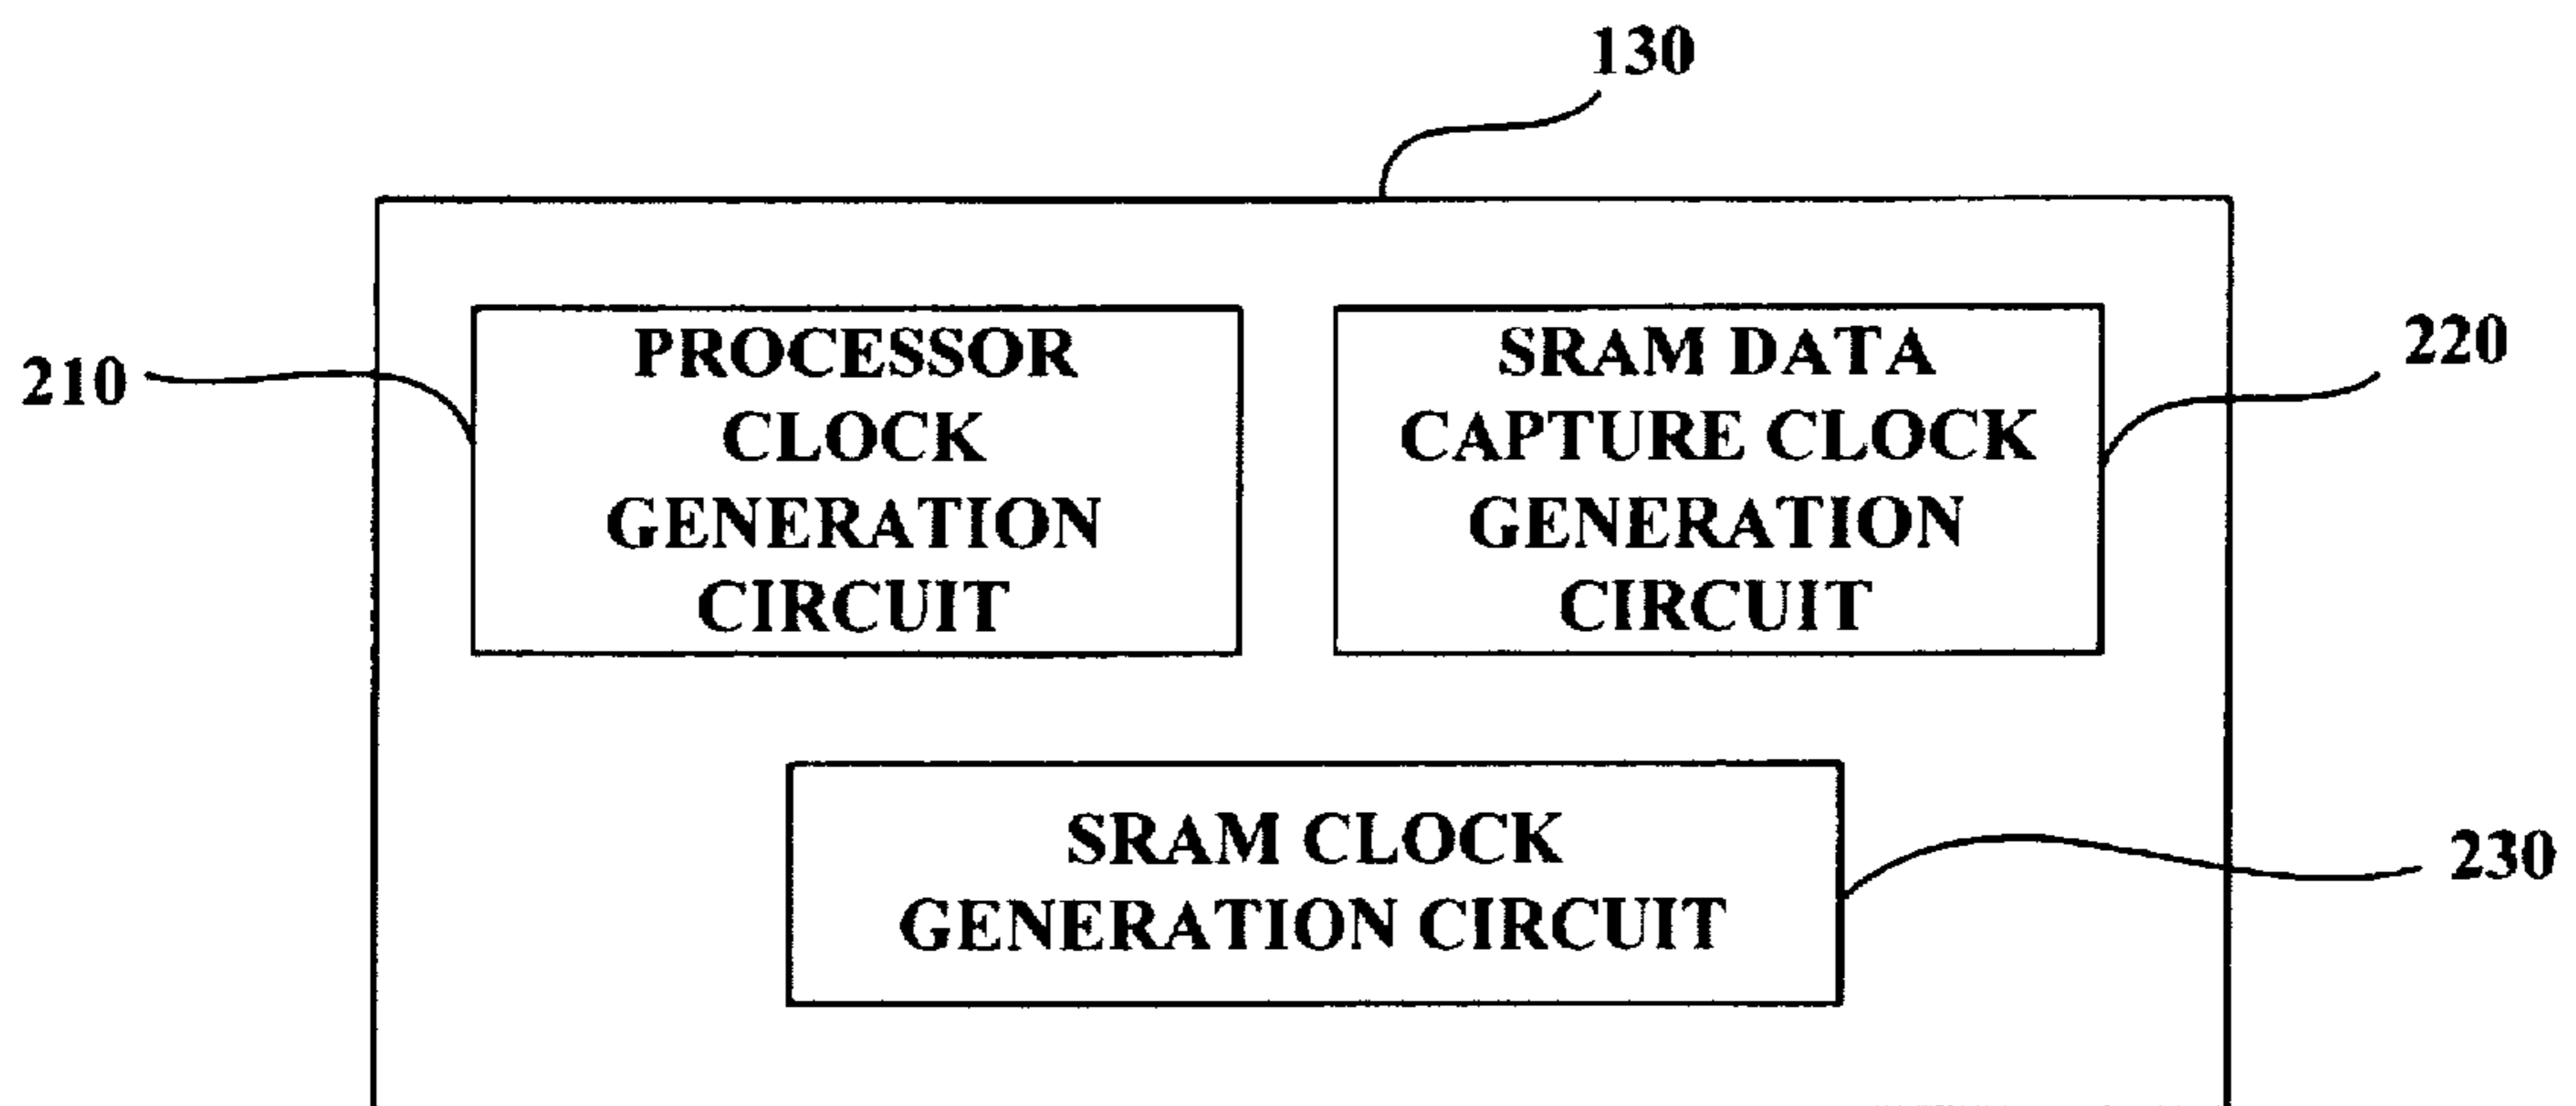 130
210
PROCESSOR
CLOCK
GENERATION
CIRCUIT
SRAM DATA
CAPTURE CLOCK
GENERATION
CIRCUIT
220
SRAM CLOCK
GENERATION CIRCUIT
230